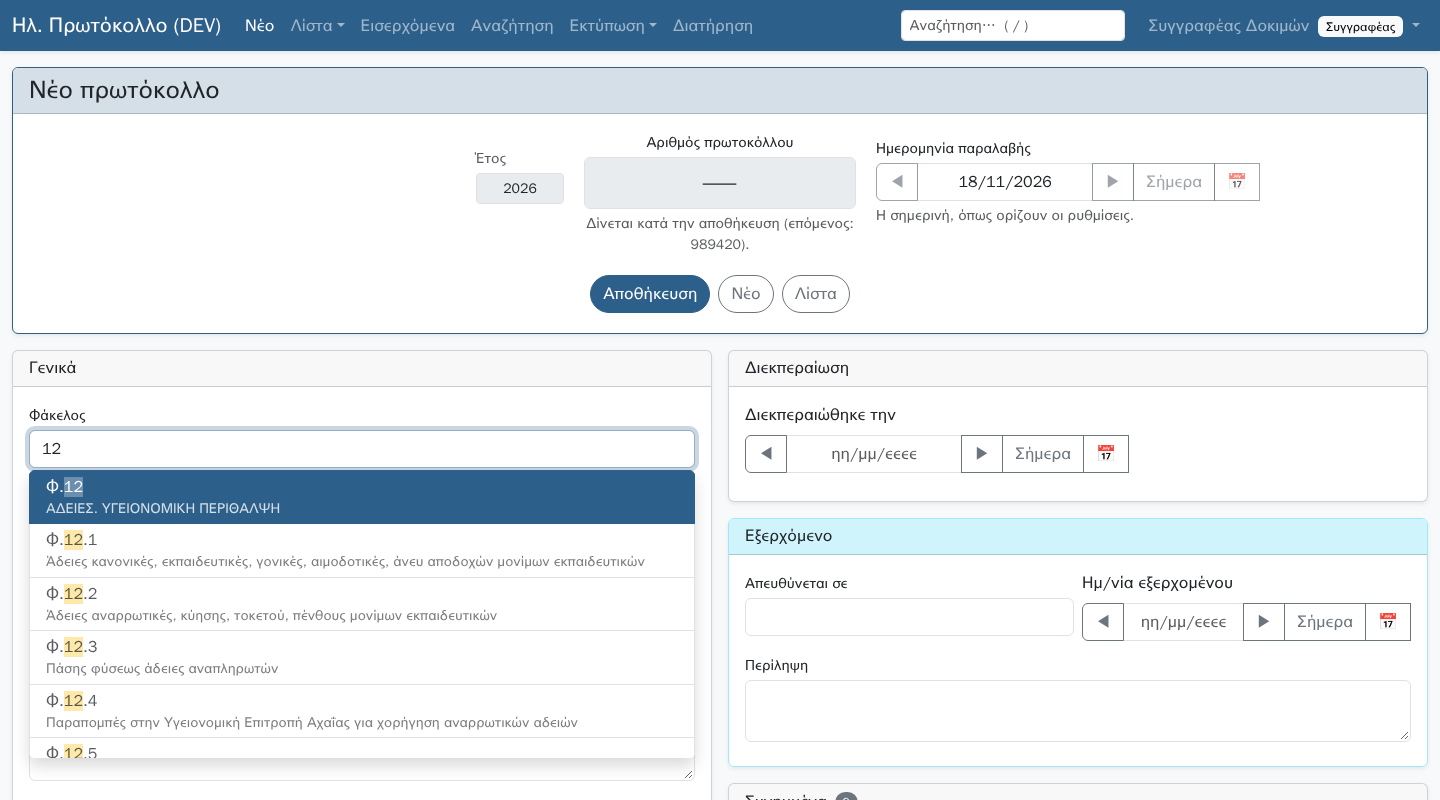 Ηλ. Πρωτόκολλο (DEV)
Νέο
Λίστα
Εισερχόμενα
Αναζήτηση
Εκτύπωση
Διατήρηση
Αναζήτηση… ( / )
Συγγραφέας Δοκιμών
Συγγραφέας
Νέο πρωτόκολλο
Έτος
2026
Αριθμός πρωτοκόλλου
—
Δίνεται κατά την αποθήκευση (επόμενος:
989420).
Ημερομηνία παραλαβής
18/11/2026
Σήμερα
Η σημερινή, όπως ορίζουν οι ρυθμίσεις.
Αποθήκευση
Νέο
Λίστα
Γενικά
Φάκελος
12
Φ.12
ΑΔΕΙΕΣ. ΥΓΕΙΟΝΟΜΙΚΗ ΠΕΡΙΘΑΛΨΗ
Φ.12.1
Άδειες κανονικές, εκπαιδευτικές, γονικές, αιμοδοτικές, άνευ αποδοχών μονίμων εκπαιδευτικών
Φ.12.2
Άδειες αναρρωτικές, κύησης, τοκετού, πένθους μονίμων εκπαιδευτικών
Φ.12.3
Πάσης φύσεως άδειες αναπληρωτών
Φ.12.4
Παραπομπές στην Υγειονομική Επιτροπή Αχαΐας για χορήγηση αναρρωτικών αδειών
Φ.12.5
Διεκπεραίωση
Διεκπεραιώθηκε την
ηη/μμ/εεεε
Σήμερα
Εξερχόμενο
Απευθύνεται σε
Ημ/νία εξερχομένου
ηη/μμ/εεεε
Σήμερα
Περίληψη
Συνημμένα